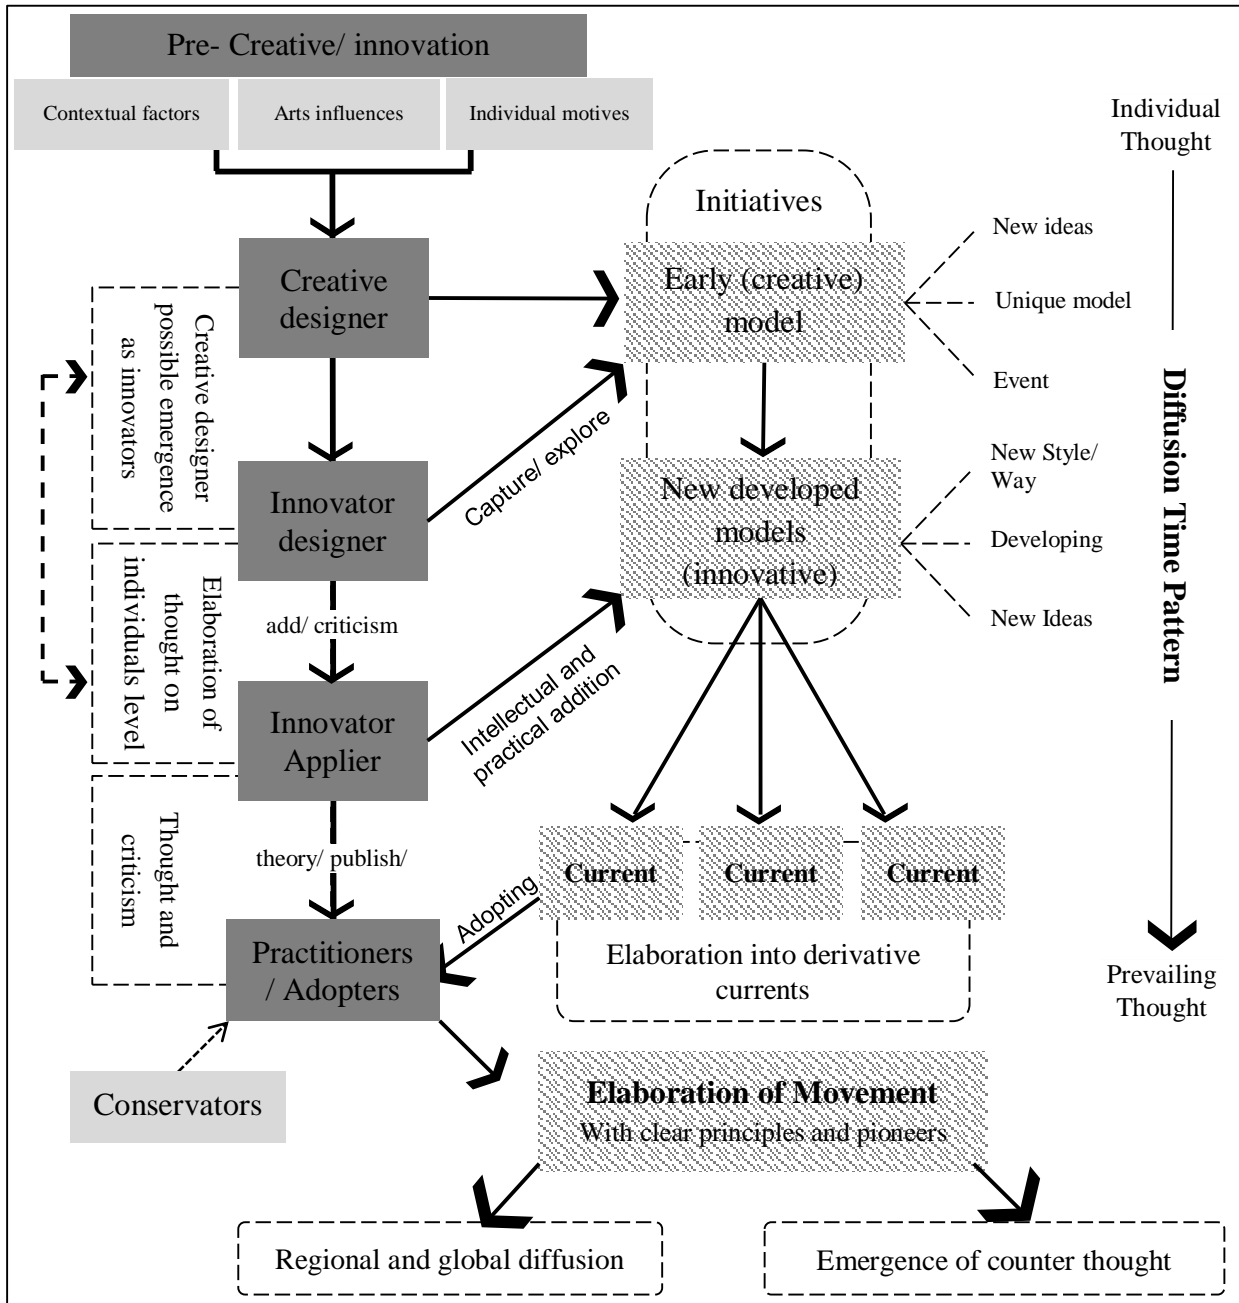 Pre- Creative/ innovation
Contextual factors
Arts influences
Individual motives
Individual
Thought
Initiatives
Creative
designer
Early (creative)
model
New ideas
Unique model
Event
Creative designer
possible emergence
as innovators
Capture/ explore
Innovator
designer
New developed
models
(innovative)
New Style/
Way
Developing
New Ideas
Diffusion Time Pattern
Elaboration of
thought on
individuals level
add/ criticism
Innovator
Applier
Intellectual and
practical addition
Thought and
criticism
theory/ publish/
Current
Current
Current
Adopting
Elaboration into derivative
currents
Practitioners
/ Adopters
Prevailing
Thought
Conservators
Elaboration of Movement
With clear principles and pioneers
Regional and global diffusion
Emergence of counter thought